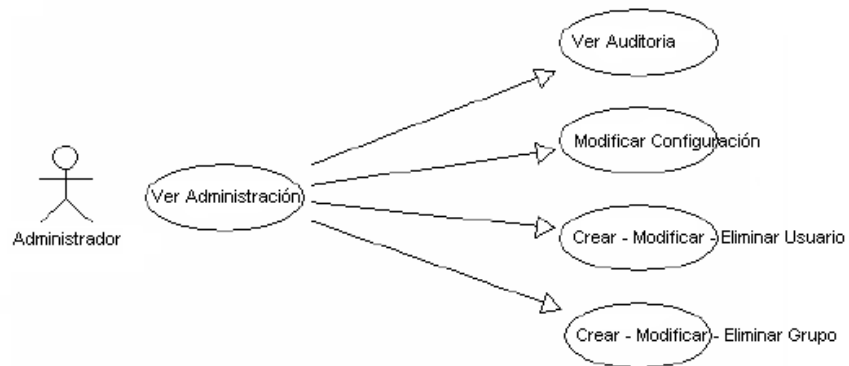 Ver Auditoria
Modificar Configuración
Ver Administración
Administrador
Crear - Modificar - Eliminar Usuario
Crear - Modificar - Eliminar Grupo